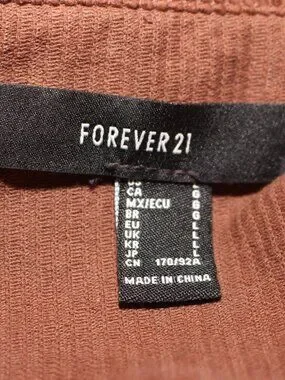 FOREVER 21
CA G
MX/ECU G
BR G
EU L
UK L
KR L
JP L
CN 170/92A
MADE IN CHINA